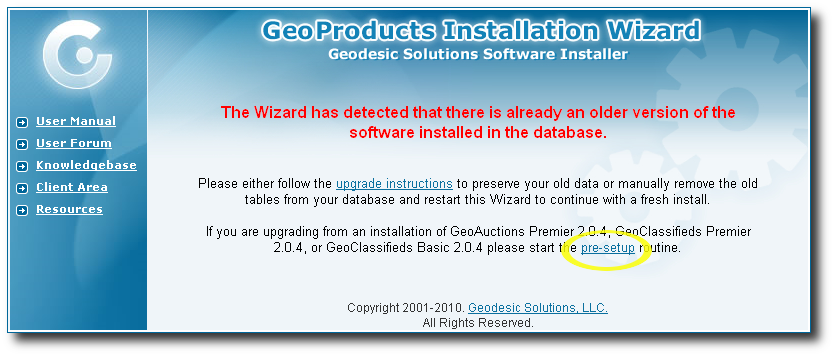 GeoProducts Installation Wizard
Geodesic Solutions Software Installer
User Manual
User Forum
Knowledgebase
Client Area
Resources
The Wizard has detected that there is already an older version of the
software installed in the database.
Please either follow the upgrade instructions to preserve your old data or manually remove the old
tables from your database and restart this Wizard to continue with a fresh install.
If you are upgrading from an installation of GeoAuctions Premier 2.0.4, GeoClassifieds Premier
2.0.4, or GeoClassifieds Basic 2.0.4 please start the pre-setup routine.
Copyright 2001-2010. Geodesic Solutions, LLC.
All Rights Reserved.